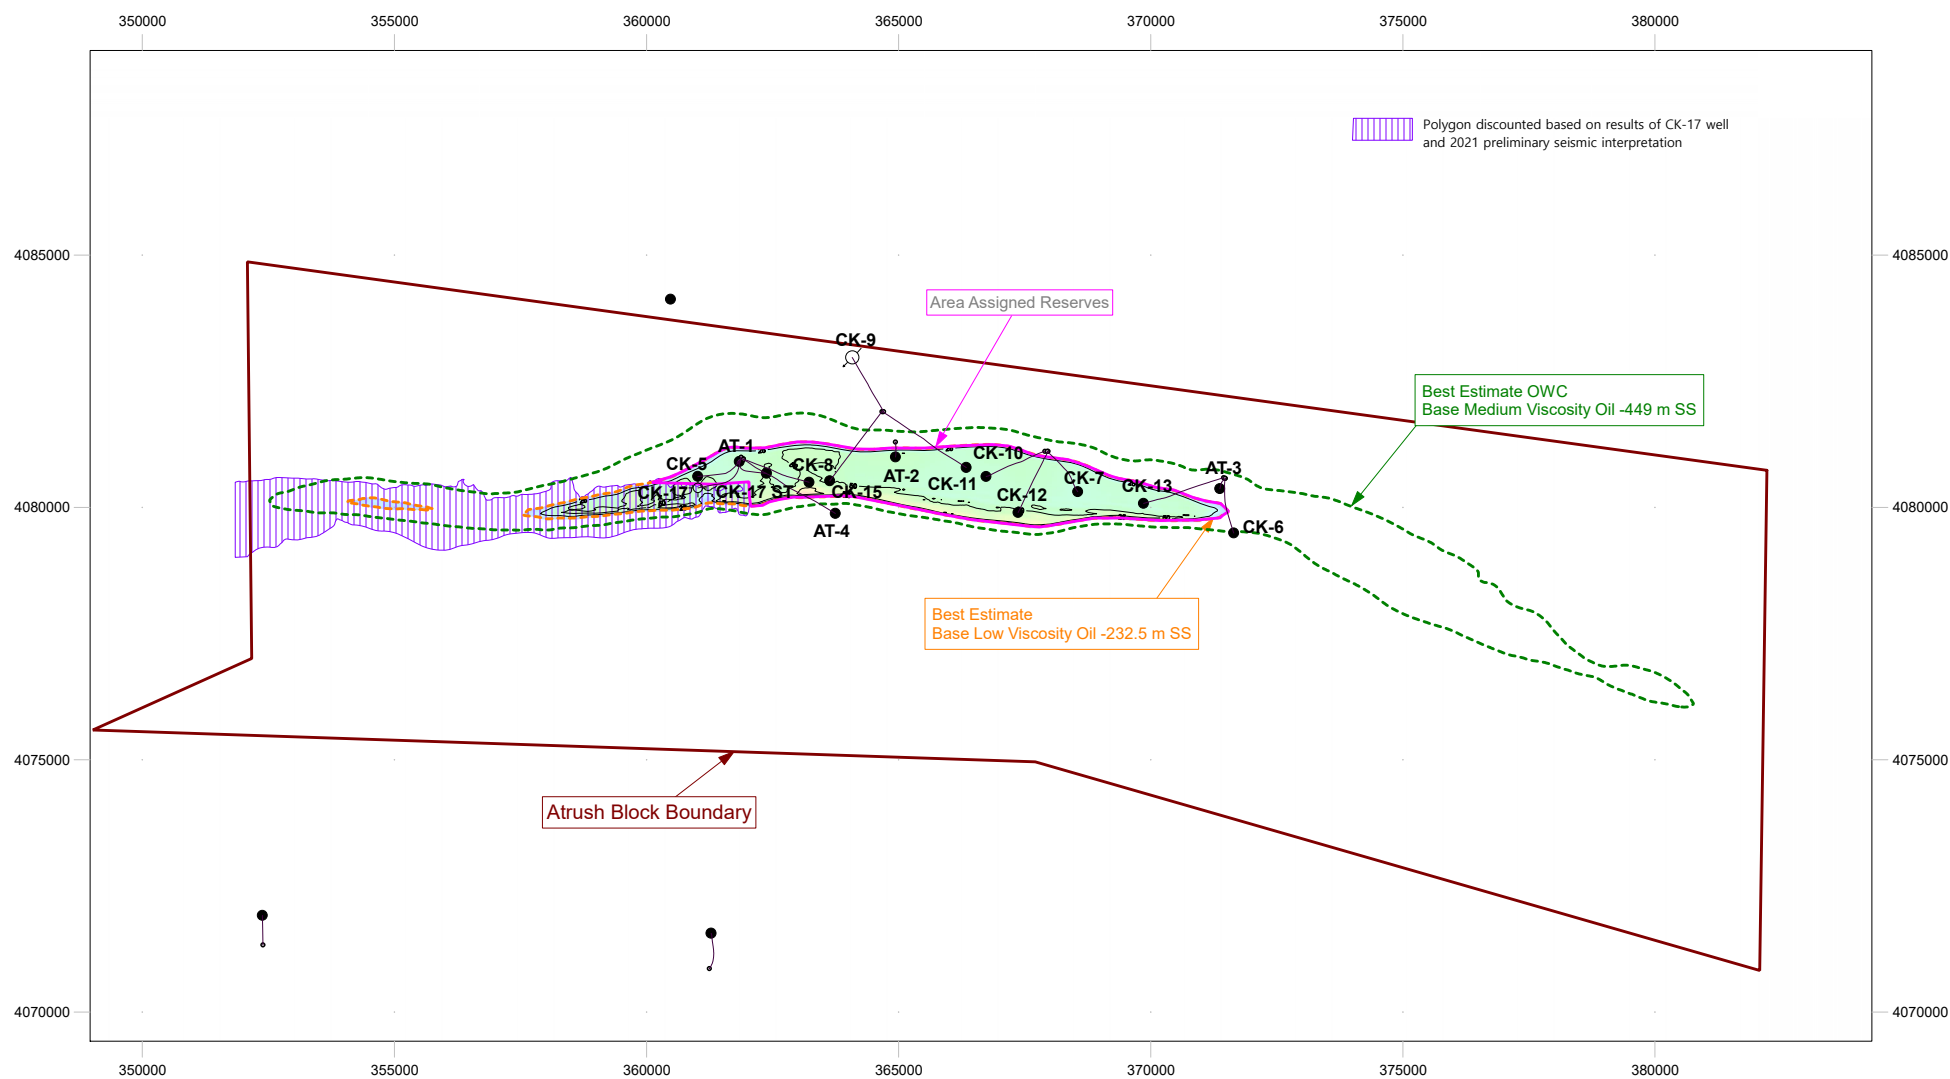 350000 355000 360000 365000 370000 375000 380000
Polygon discounted based on results of CK-17 well
and 2021 preliminary seismic interpretation
4085000 4085000
Area Assigned Reserves
CK-9
Best Estimate OWC
Base Medium Viscosity Oil -449 m SS
AT-1
CK-10
CK-5
CK-8
AT-3
AT-2
CK-7
CK-11
CK-13
CK-17
CK-17 ST
CK-15
CK-12
4080000 4080000
AT-4
CK-6
Best Estimate
Base Low Viscosity Oil -232.5 m SS
4075000 4075000
Atrush Block Boundary
4070000 4070000
350000 355000 360000 365000 370000 375000 380000